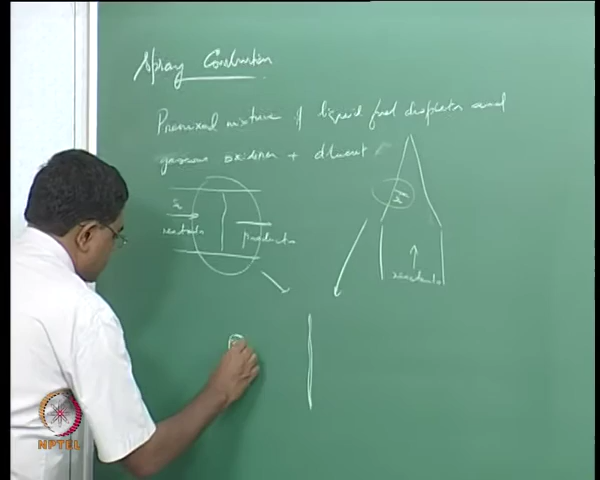 Spray Combustion
Premixed mixture of liquid fuel droplets and
gaseous oxidizer + diluent
reactants
products
reactants
NPTEL